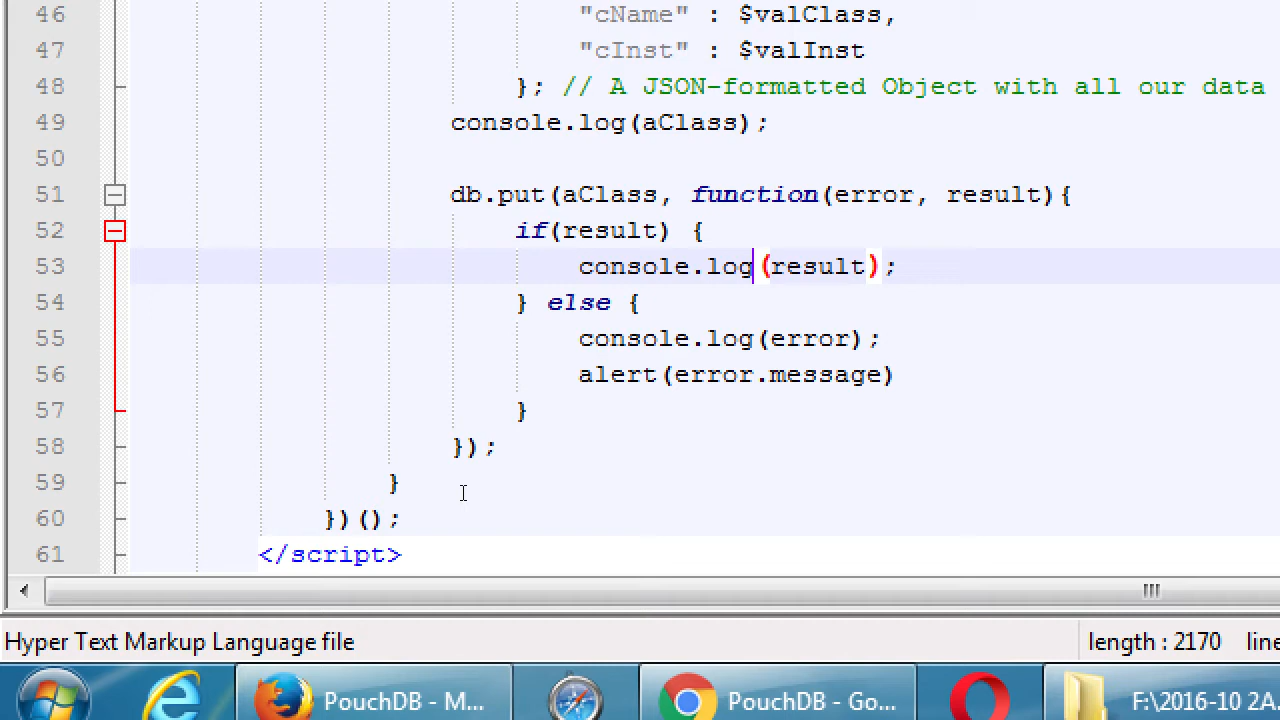 46 "cName" : $valClass,
47 "cInst" : $valInst
48 }; // A JSON-formatted Object with all our data
49 console.log(aClass);
50
51 db.put(aClass, function(error, result){
52 if(result) {
53 console.log(result);
54 } else {
55 console.log(error);
56 alert(error.message)
57 }
58 });
59 }
60 })();
61 </script>
Hyper Text Markup Language file length : 2170 line
PouchDB - M... PouchDB - Go... F:\2016-10 2A.